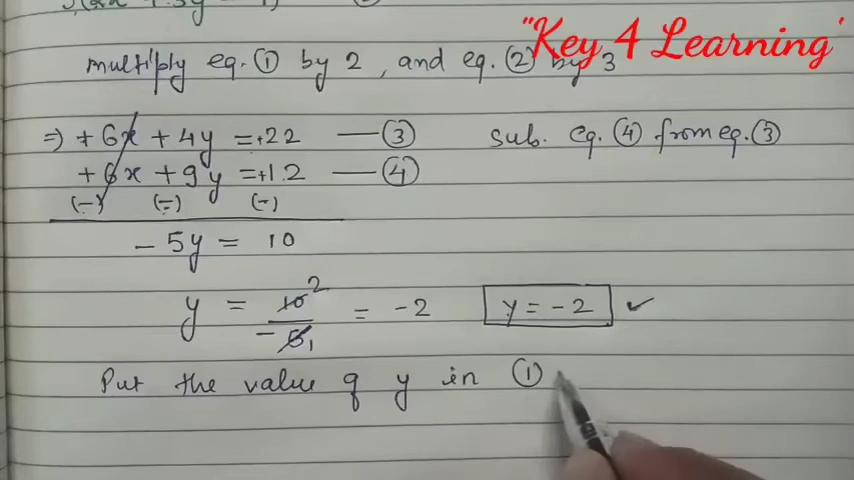 "Key 4 Learning"
multiply eq. ① by 2, and eq. ② by 3
⇒ +6x + 4y = +22 —③ sub. eq. ④ from eq. ③
+6x + 9y = +12 —④
(−) (−) (−)
- 5y = 10
y = 10 2 / - 5 1 = -2 y = -2 ✓
Put the value of y in ①